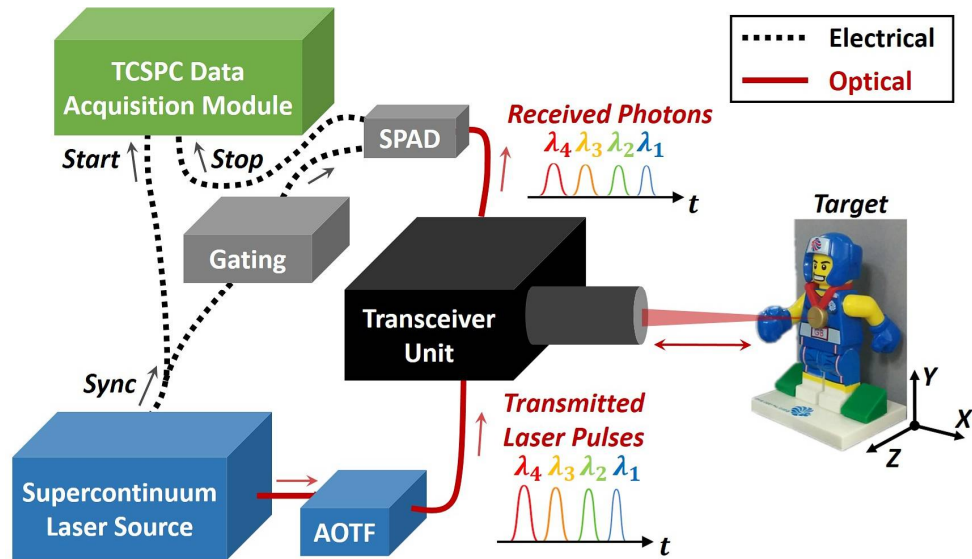 TCSPC Data
Acquisition Module
Start
Stop
SPAD
Gating
Sync
Supercontinuum
Laser Source
AOTF
Transceiver
Unit
Received Photons
λ4 λ3 λ2 λ1
t
Transmitted
Laser Pulses
λ4 λ3 λ2 λ1
t
Electrical
Optical
Target
Y
X
Z